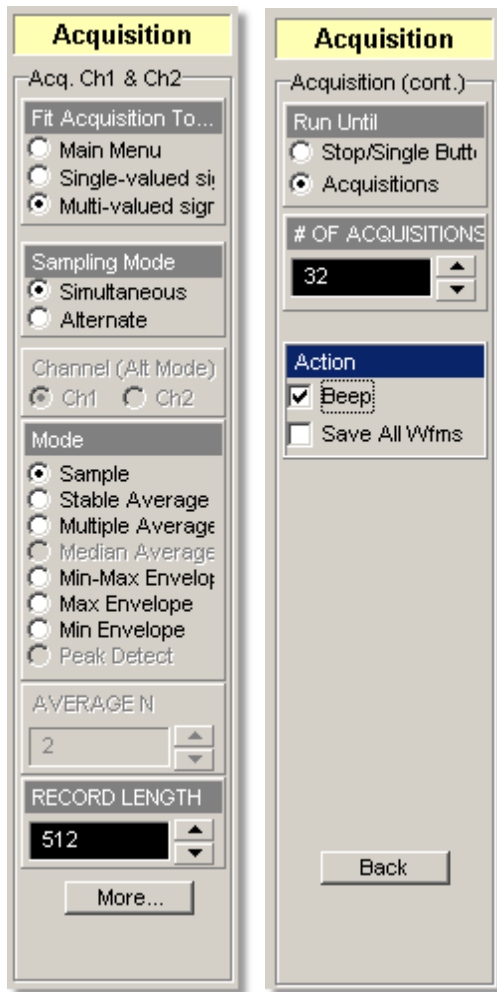 Acquisition
Acq. Ch1 & Ch2
Fit Acquisition To...
Main Menu
Single-valued si
Multi-valued sigr
Sampling Mode
Simultaneous
Alternate
Channel (Alt Mode)
Ch1 Ch2
Mode
Sample
Stable Average
Multiple Average
Median Average
Min-Max Envelop
Max Envelope
Min Envelope
Peak Detect
AVERAGE N
2
RECORD LENGTH
512
More...
Acquisition
Acquisition (cont.)
Run Until
Stop/Single Butt
Acquisitions
# OF ACQUISITIONS
32
Action
Beep
Save All Wfms
Back